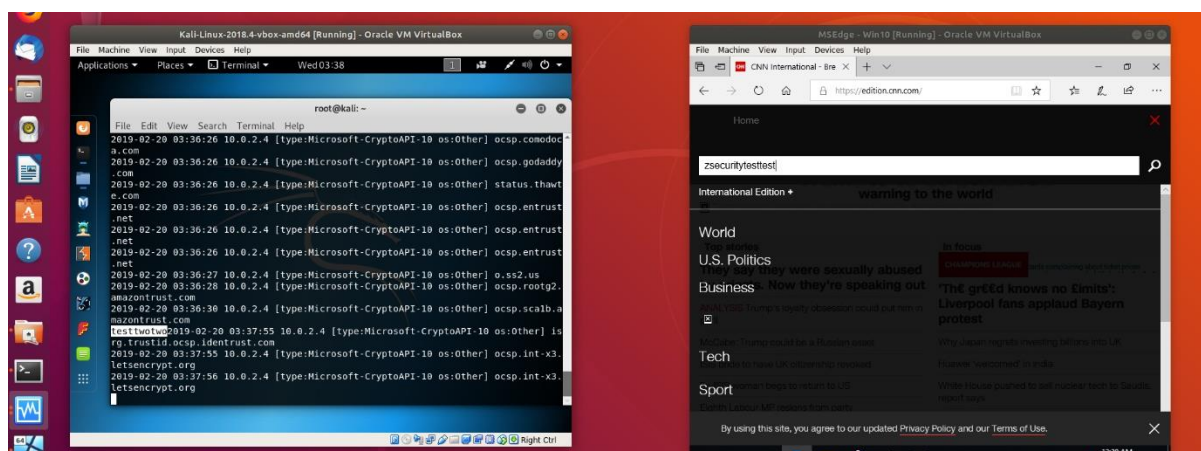 Kali-Linux-2018.4-vbox-amd64 [Running] - Oracle VM VirtualBox
File Machine View Input Devices Help
Applications Places Terminal Wed03:38 1
root@kali: ~
File Edit View Search Terminal Help
2019-02-20 03:36:26 10.0.2.4 [type:Microsoft-CryptoAPI-10 os:Other] ocsp.comodoc
a.com
2019-02-20 03:36:26 10.0.2.4 [type:Microsoft-CryptoAPI-10 os:Other] ocsp.godaddy
.com
2019-02-20 03:36:26 10.0.2.4 [type:Microsoft-CryptoAPI-10 os:Other] status.thawt
e.com
2019-02-20 03:36:26 10.0.2.4 [type:Microsoft-CryptoAPI-10 os:Other] ocsp.entrust
.net
2019-02-20 03:36:26 10.0.2.4 [type:Microsoft-CryptoAPI-10 os:Other] ocsp.entrust
.net
2019-02-20 03:36:26 10.0.2.4 [type:Microsoft-CryptoAPI-10 os:Other] ocsp.entrust
.net
2019-02-20 03:36:27 10.0.2.4 [type:Microsoft-CryptoAPI-10 os:Other] o.ss2.us
2019-02-20 03:36:28 10.0.2.4 [type:Microsoft-CryptoAPI-10 os:Other] ocsp.rootg2.
amazontrust.com
2019-02-20 03:36:30 10.0.2.4 [type:Microsoft-CryptoAPI-10 os:Other] ocsp.sca1b.a
mazontrust.com
testtwotwo2019-02-20 03:37:55 10.0.2.4 [type:Microsoft-CryptoAPI-10 os:Other] is
rg.trustid.ocsp.identrust.com
2019-02-20 03:37:55 10.0.2.4 [type:Microsoft-CryptoAPI-10 os:Other] ocsp.int-x3.
letsencrypt.org
2019-02-20 03:37:56 10.0.2.4 [type:Microsoft-CryptoAPI-10 os:Other] ocsp.int-x3.
letsencrypt.org
Right Ctrl
MSEdge - Win10 [Running] - Oracle VM VirtualBox
File Machine View Input Devices Help
CNN International - Bre
https://edition.cnn.com/
Home
zsecuritytesttest
International Edition +
warning to the world
World
Top stories
In focus
U.S. Politics
They say they were sexually abused
CHAMPIONS LEAGUE
Business
Now they're speaking out
'Th£ gr€€d knows no £imits':
Liverpool fans applaud Bayern
protest
Tech
Sport
By using this site, you agree to our updated Privacy Policy and our Terms of Use.